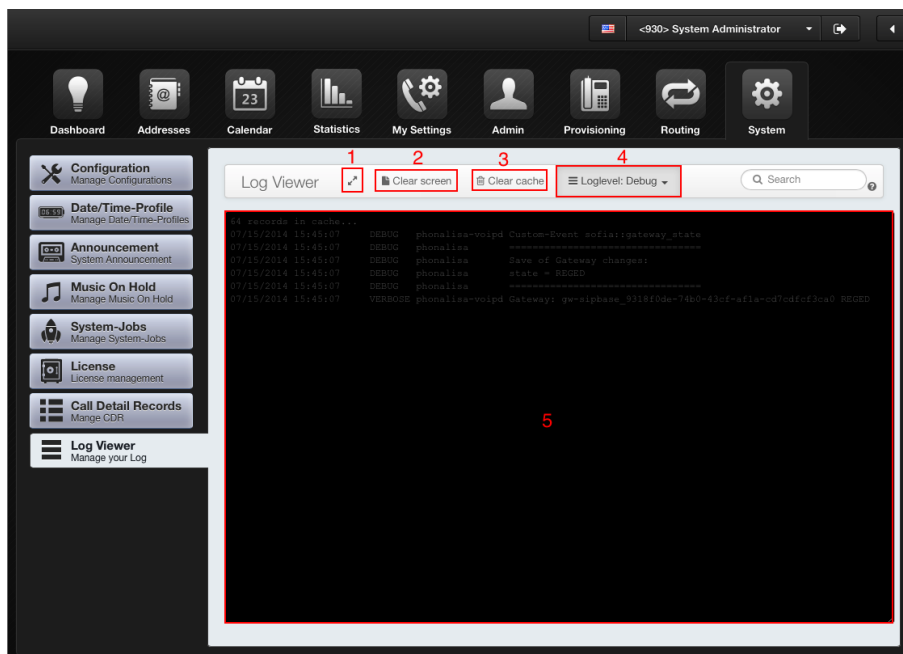 <930> System Administrator
23
Dashboard Addresses Calendar Statistics My Settings Admin Provisioning Routing System
1 2 3 4
Configuration
Manage Configurations
Log Viewer Clear screen Clear cache Loglevel: Debug Search
Date/Time-Profile
Manage Date/Time-Profiles
Announcement
System Announcement
Music On Hold
Manage Music On Hold
System-Jobs
Manage System-Jobs
License
License management
Call Detail Records
Mange CDR
Log Viewer
Manage your Log
64 records in cache...
07/15/2014 15:45:07 DEBUG phonalisa-voipd Custom-Event sofia::gateway_state
07/15/2014 15:45:07 DEBUG phonalisa =================================
07/15/2014 15:45:07 DEBUG phonalisa Save of Gateway changes:
07/15/2014 15:45:07 DEBUG phonalisa state = REGED
07/15/2014 15:45:07 DEBUG phonalisa =================================
07/15/2014 15:45:07 VERBOSE phonalisa-voipd Gateway: gw-sipbase_9318f0de-74b0-43cf-af1a-cd7cdfcf3ca0 REGED
5